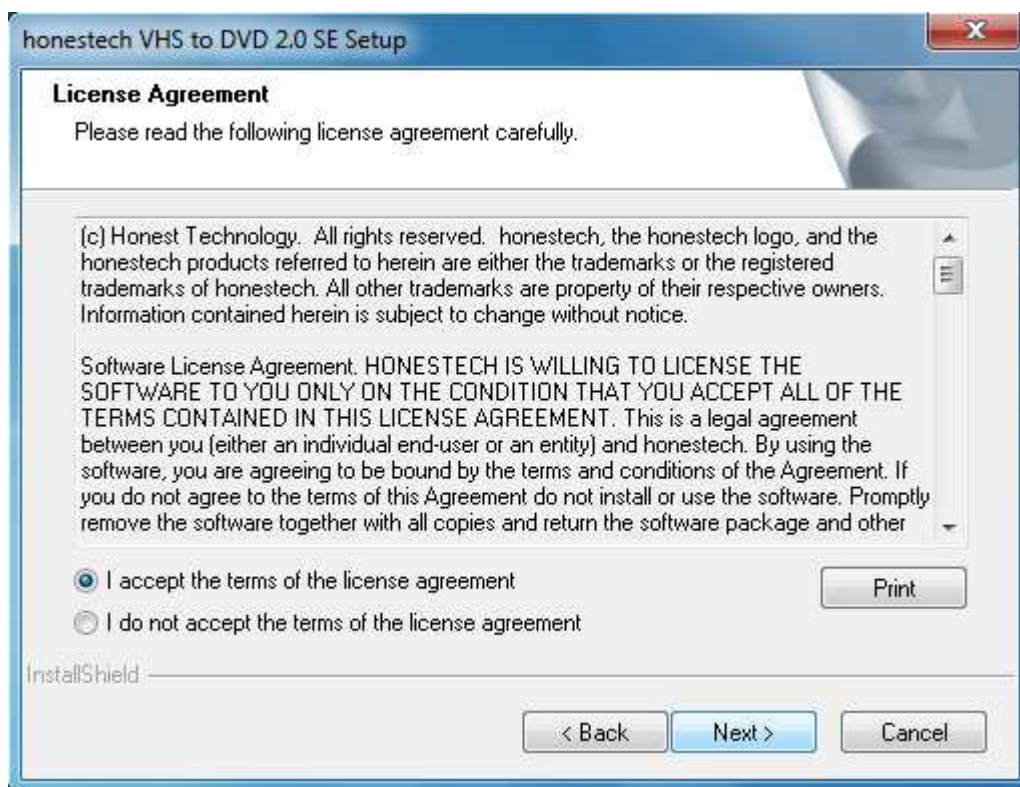 honestech VHS to DVD 2.0 SE Setup
License Agreement
Please read the following license agreement carefully.
(c) Honest Technology.  All rights reserved.  honestech, the honestech logo, and the
honestech products referred to herein are either the trademarks or the registered
trademarks of honestech. All other trademarks are property of their respective owners.
Information contained herein is subject to change without notice.
Software License Agreement. HONESTECH IS WILLING TO LICENSE THE
SOFTWARE TO YOU ONLY ON THE CONDITION THAT YOU ACCEPT ALL OF THE
TERMS CONTAINED IN THIS LICENSE AGREEMENT. This is a legal agreement
between you (either an individual end-user or an entity) and honestech. By using the
software, you are agreeing to be bound by the terms and conditions of the Agreement. If
you do not agree to the terms of this Agreement do not install or use the software. Promptly
remove the software together with all copies and return the software package and other
I accept the terms of the license agreement
Print
I do not accept the terms of the license agreement
InstallShield
< Back
Next >
Cancel